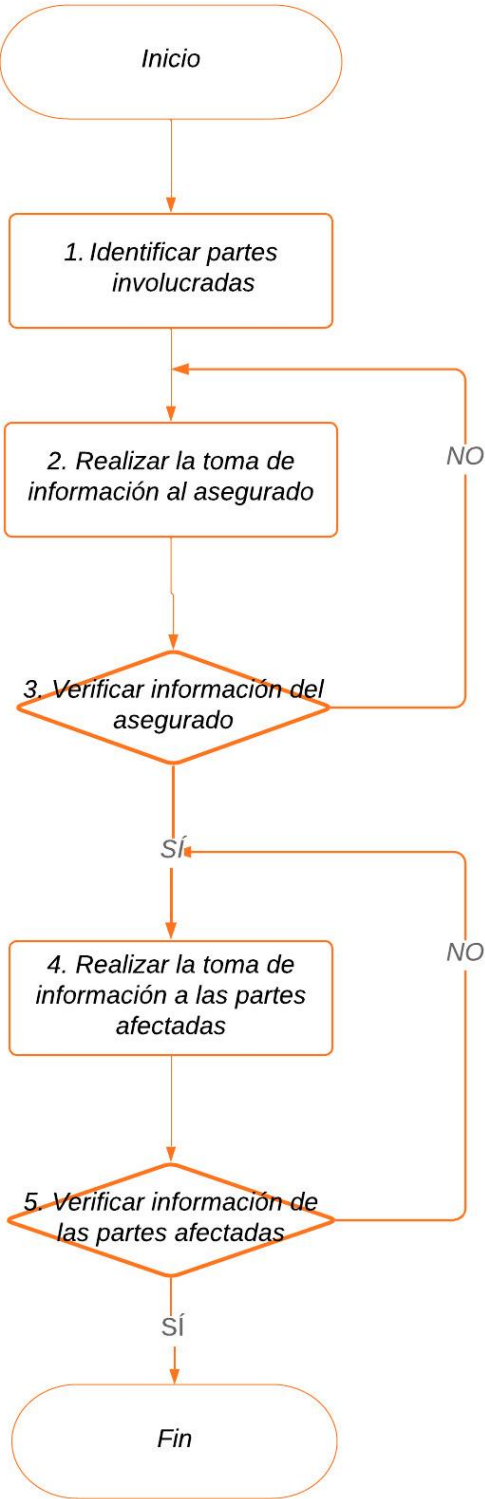 Inicio
1. Identificar partes
involucradas
2. Realizar la toma de
información al asegurado
NO
3. Verificar información del
asegurado
SÍ
4. Realizar la toma de
información a las partes
afectadas
NO
5. Verificar información de
las partes afectadas
SÍ
Fin